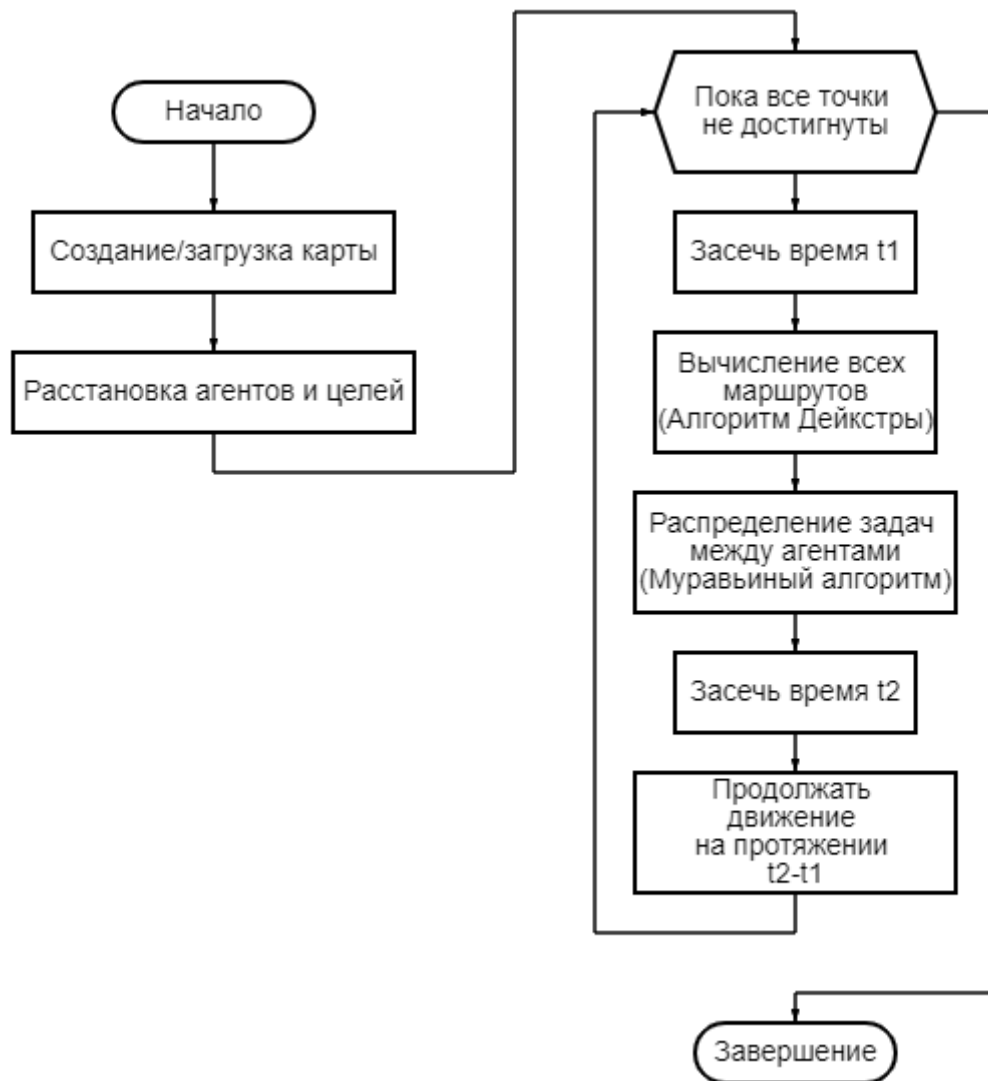 Начало
Создание/загрузка карты
Расстановка агентов и целей
Пока все точки
не достигнуты
Засечь время t1
Вычисление всех
маршрутов
(Алгоритм Дейкстры)
Распределение задач
между агентами
(Муравьиный алгоритм)
Засечь время t2
Продолжать
движение
на протяжении
t2-t1
Завершение